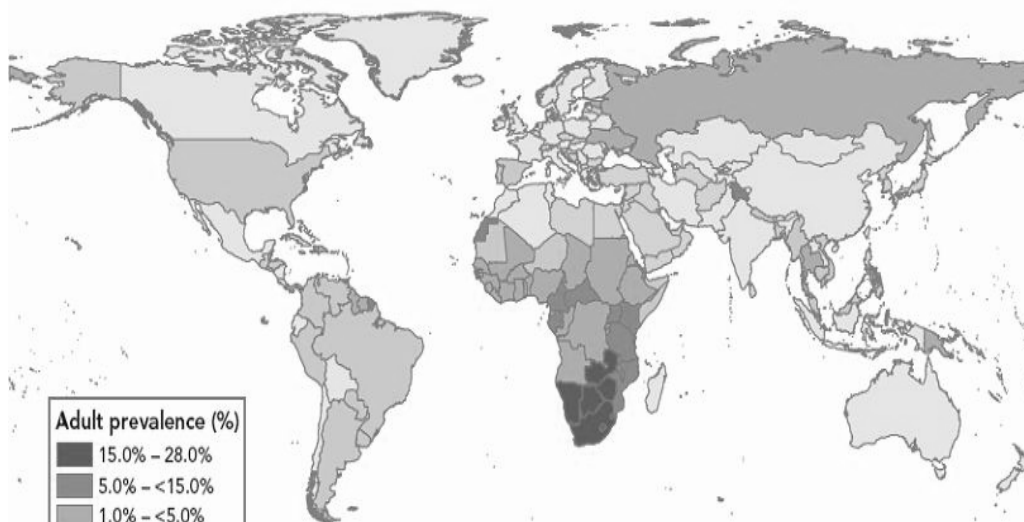 Adult prevalence (%)
15.0% – 28.0%
5.0% – <15.0%
1.0% – <5.0%